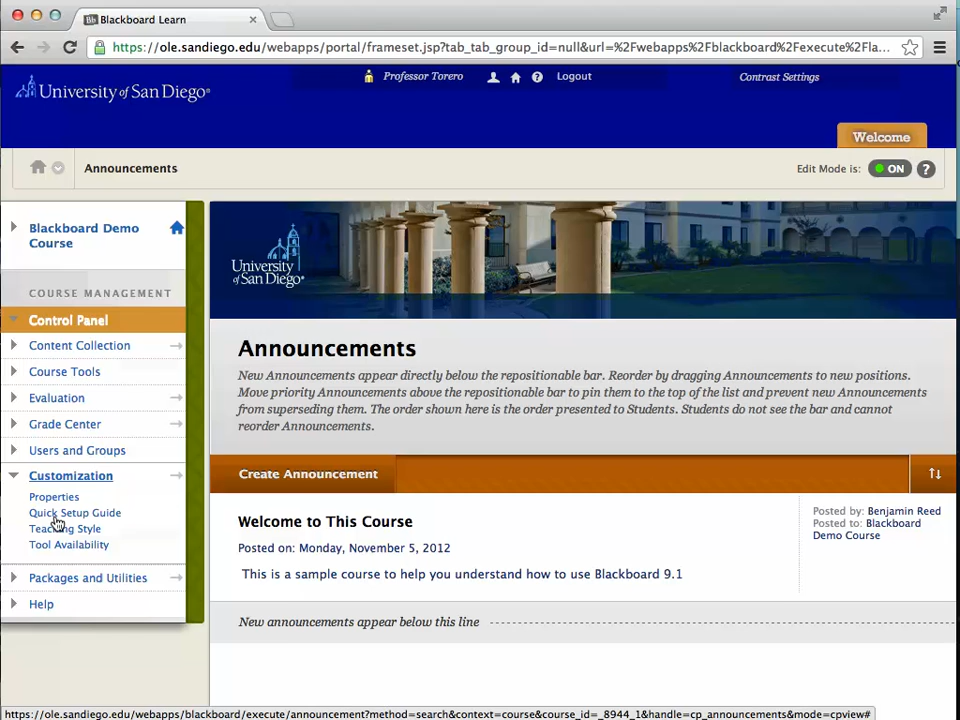 Bb Blackboard Learn
https://ole.sandiego.edu/webapps/portal/frameset.jsp?tab_tab_group_id=null&url=%2Fwebapps%2Fblackboard%2Fexecute%2Fla...
University of San Diego
Professor Torero
Logout
Contrast Settings
Welcome
Announcements
Edit Mode is:
ON
?
Blackboard Demo
Course
COURSE MANAGEMENT
Control Panel
Content Collection
Course Tools
Evaluation
Grade Center
Users and Groups
Customization
Properties
Quick Setup Guide
Teaching Style
Tool Availability
Packages and Utilities
Help
University
of San Diego
Announcements
New Announcements appear directly below the repositionable bar. Reorder by dragging Announcements to new positions.
Move priority Announcements above the repositionable bar to pin them to the top of the list and prevent new Announcements
from superseding them. The order shown here is the order presented to Students. Students do not see the bar and cannot
reorder Announcements.
Create Announcement
Welcome to This Course
Posted on: Monday, November 5, 2012
This is a sample course to help you understand how to use Blackboard 9.1
Posted by: Benjamin Reed
Posted to: Blackboard
Demo Course
New announcements appear below this line
https://ole.sandiego.edu/webapps/blackboard/execute/announcement?method=search&context=course&course_id=_8944_1&handle=cp_announcements&mode=cpview#